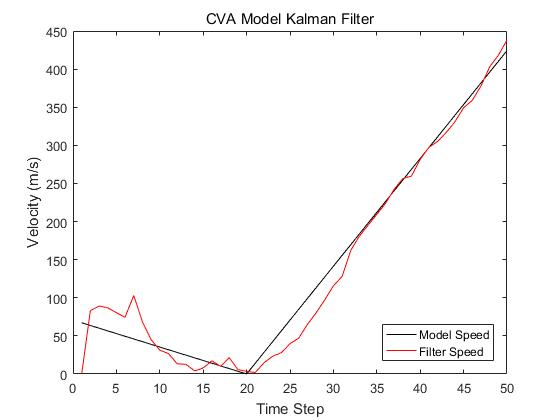 CVA Model Kalman Filter
450
400
350
300
250
200
150
100
50
0
Velocity (m/s)
Model Speed
Filter Speed
0 5 10 15 20 25 30 35 40 45 50
Time Step